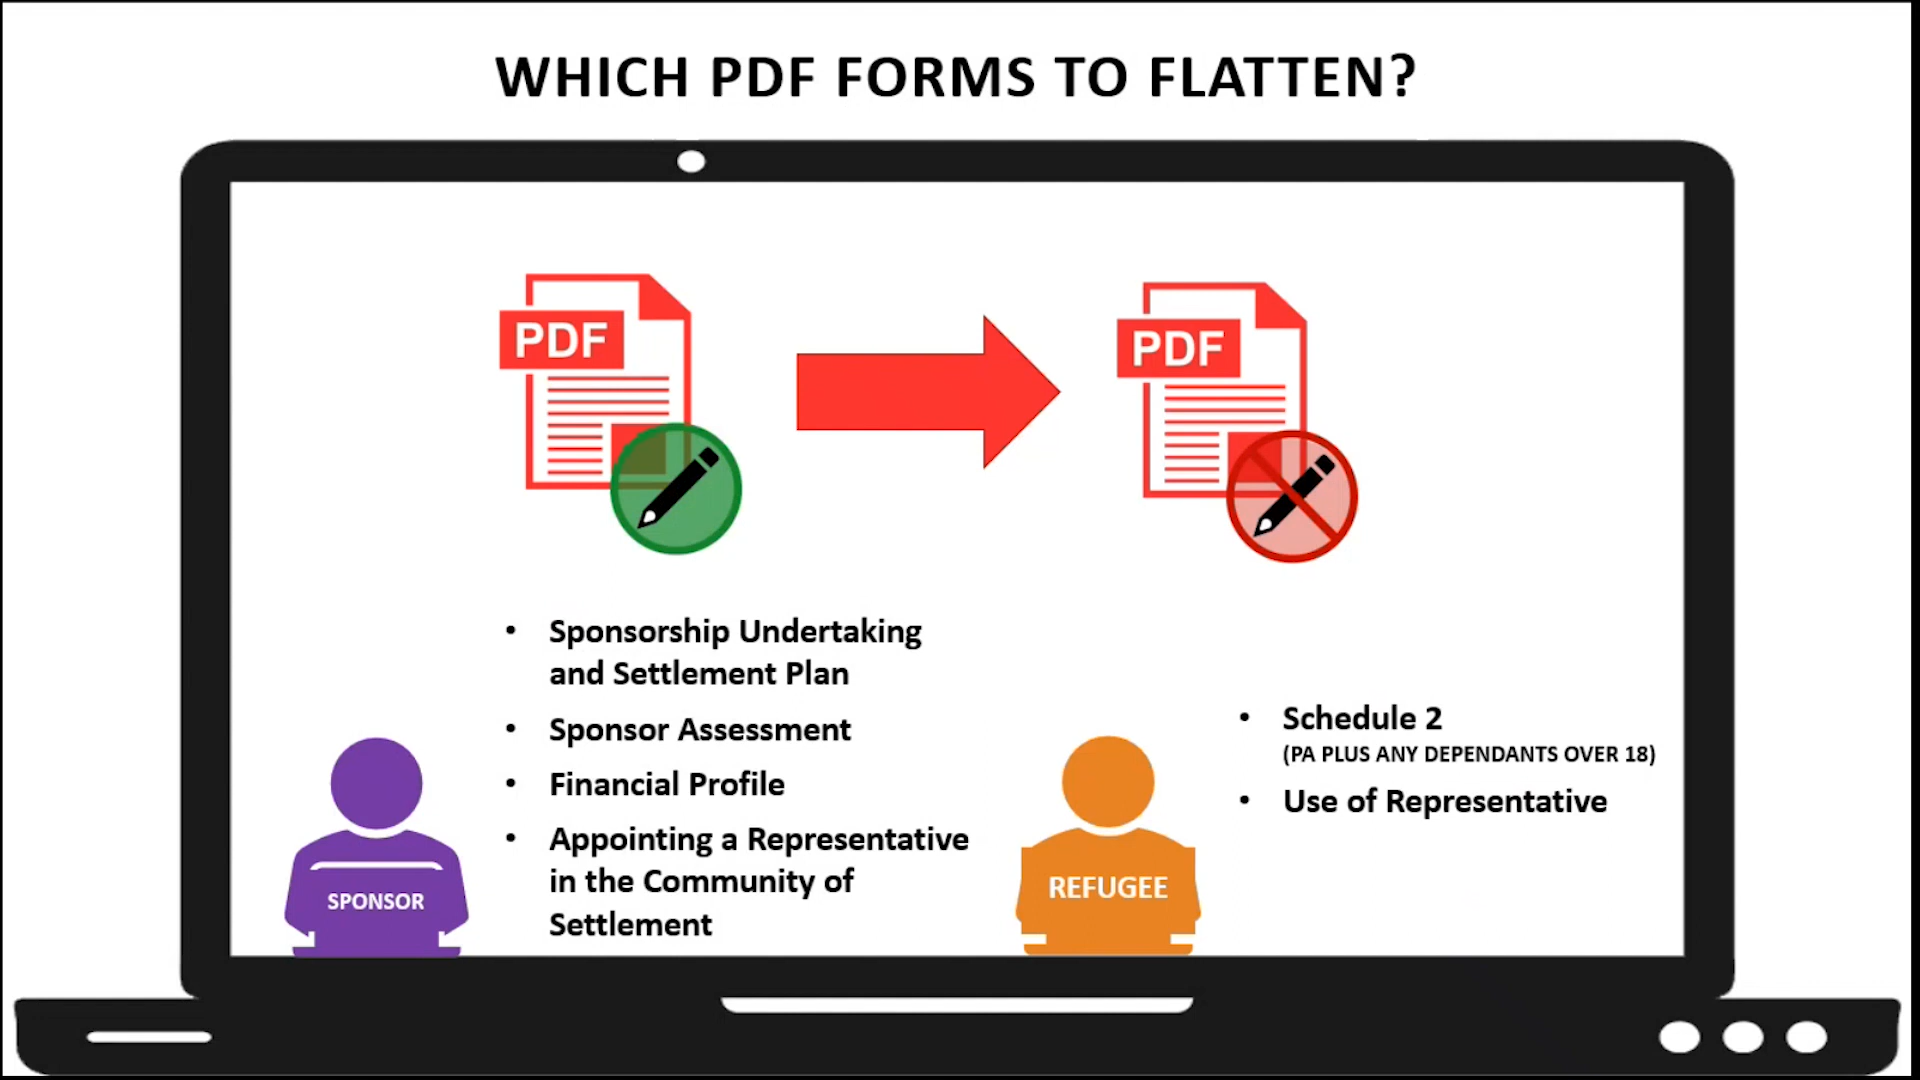 WHICH PDF FORMS TO FLATTEN?
PDF
PDF
• Sponsorship Undertaking
and Settlement Plan
• Sponsor Assessment
• Financial Profile
• Appointing a Representative
in the Community of
Settlement
SPONSOR
• Schedule 2
(PA PLUS ANY DEPENDANTS OVER 18)
• Use of Representative
REFUGEE